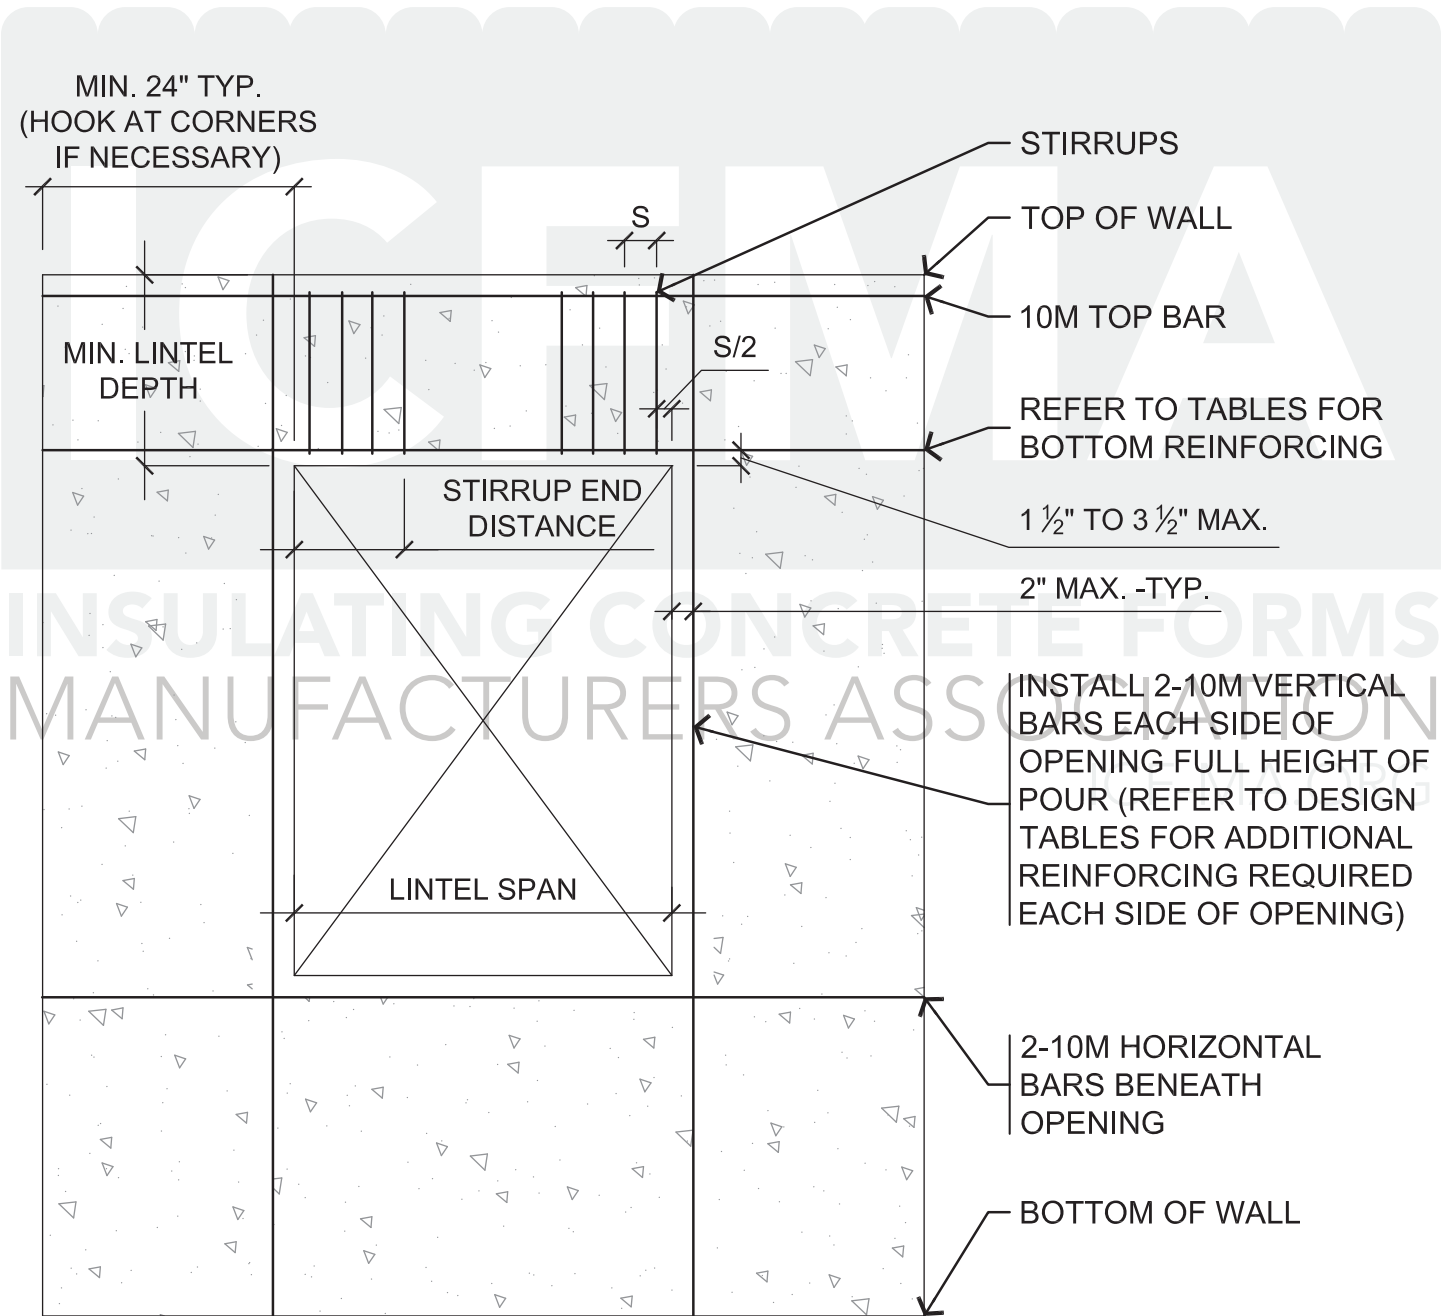 MIN. 24" TYP.
(HOOK AT CORNERS
IF NECESSARY)
STIRRUPS
S
TOP OF WALL
10M TOP BAR
MIN. LINTEL
DEPTH
S/2
REFER TO TABLES FOR
BOTTOM REINFORCING
STIRRUP END
DISTANCE
1 ½" TO 3 ½" MAX.
2" MAX. -TYP.
INSTALL 2-10M VERTICAL
BARS EACH SIDE OF
OPENING FULL HEIGHT OF
POUR (REFER TO DESIGN
TABLES FOR ADDITIONAL
REINFORCING REQUIRED
EACH SIDE OF OPENING)
LINTEL SPAN
2-10M HORIZONTAL
BARS BENEATH
OPENING
BOTTOM OF WALL
ICFMA
INSULATING CONCRETE FORMS
MANUFACTURERS ASSOCIATION
ICF-MA.ORG